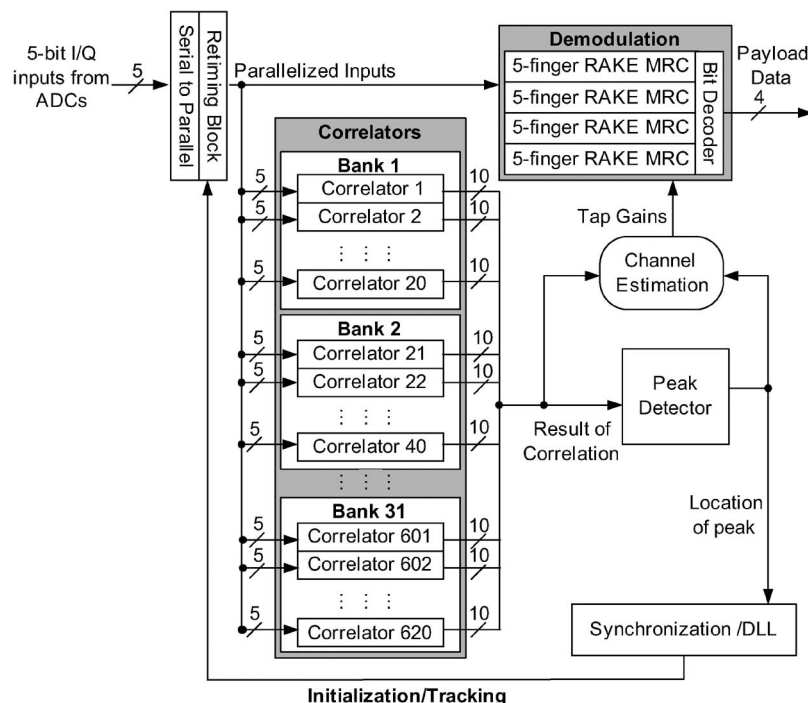 5-bit I/Q
inputs from
ADCs
5
Serial to Parallel
Retiming Block
Parallelized Inputs
Demodulation
5-finger RAKE MRC
5-finger RAKE MRC
5-finger RAKE MRC
5-finger RAKE MRC
Bit Decoder
Payload
Data
4
Correlators
Bank 1
5
Correlator 1
10
5
Correlator 2
10
5
Correlator 20
10
Bank 2
5
Correlator 21
10
5
Correlator 22
10
5
Correlator 40
10
Bank 31
5
Correlator 601
10
5
Correlator 602
10
5
Correlator 620
10
Tap Gains
Channel
Estimation
Peak
Detector
Result of
Correlation
Location
of peak
Synchronization /DLL
Initialization/Tracking